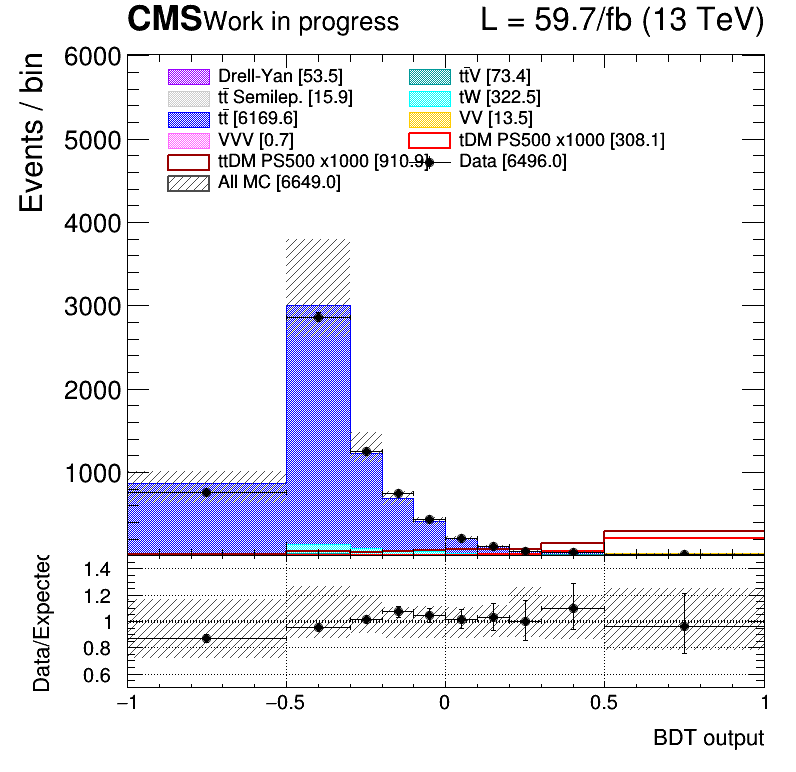 CMS Work in progress L = 59.7/fb (13 TeV)
Events / bin
6000
5000
4000
3000
2000
1000
Drell-Yan [53.5]
tt̄ Semilep. [15.9]
tt̄ [6169.6]
VVV [0.7]
ttDM PS500 x1000 [910.9]
All MC [6649.0]
tt̄V [73.4]
tW [322.5]
VV [13.5]
tDM PS500 x1000 [308.1]
Data [6496.0]
Data/Expected
1.4
1.2
1
0.8
0.6
−1 −0.5 0 0.5 1
BDT output